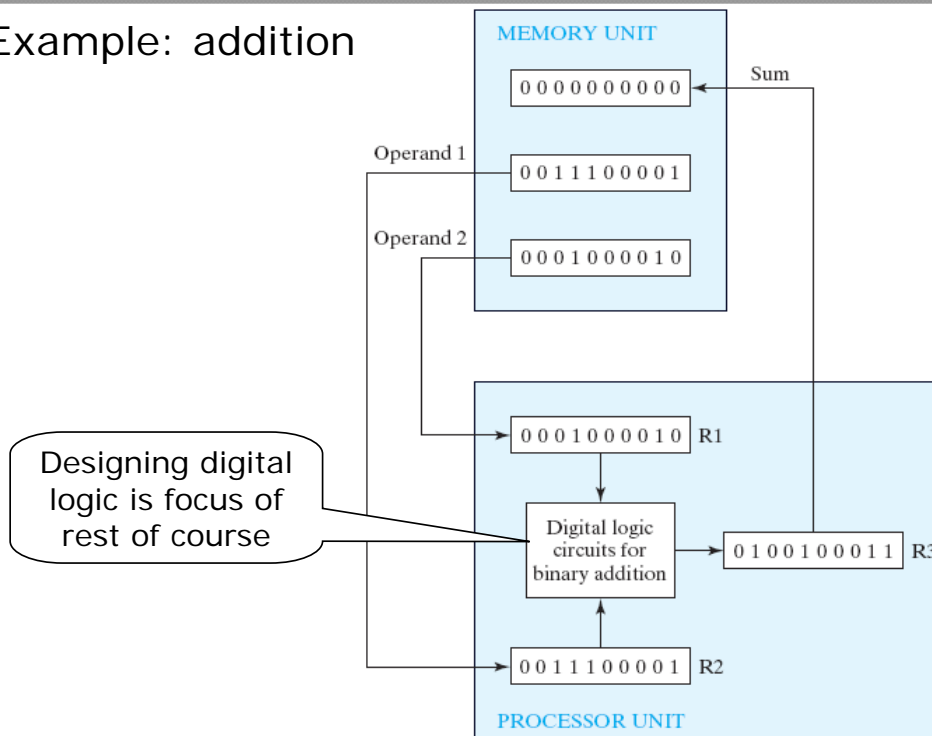 Example: addition
MEMORY UNIT
0 0 0 0 0 0 0 0 0 0
Sum
Operand 1
0 0 1 1 1 0 0 0 0 1
Operand 2
0 0 0 1 0 0 0 0 1 0
0 0 0 1 0 0 0 0 1 0 R1
Designing digital
logic is focus of
rest of course
Digital logic
circuits for
binary addition
0 1 0 0 1 0 0 0 1 1 R3
0 0 1 1 1 0 0 0 0 1 R2
PROCESSOR UNIT